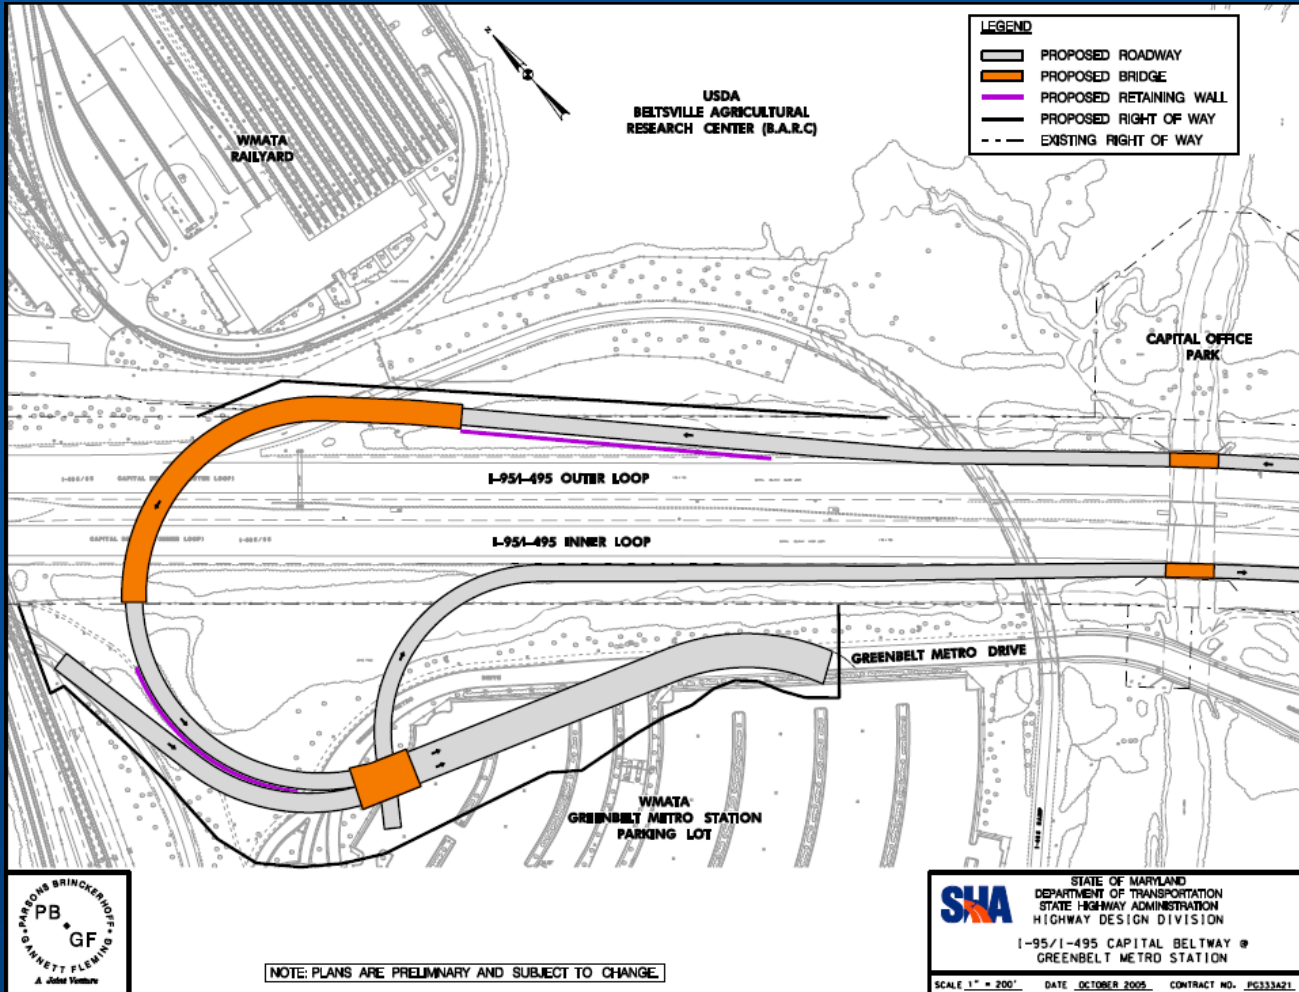 N
LEGEND
PROPOSED ROADWAY
PROPOSED BRIDGE
PROPOSED RETAINING WALL
PROPOSED RIGHT OF WAY
EXISTING RIGHT OF WAY
USDA
BELTSVILLE AGRICULTURAL
RESEARCH CENTER (B.A.R.C)
WMATA
RAILYARD
CAPITAL OFFICE
PARK
I-95/I-495 OUTER LOOP
I-95/I-495 INNER LOOP
GREENBELT METRO DRIVE
WMATA
GREENBELT METRO STATION
PARKING LOT
PARSONS BRINCKERHOFF
PB
GF
GANNETT FLEMING
A Joint Venture
NOTE: PLANS ARE PRELIMINARY AND SUBJECT TO CHANGE.
SHA
STATE OF MARYLAND
DEPARTMENT OF TRANSPORTATION
STATE HIGHWAY ADMINISTRATION
HIGHWAY DESIGN DIVISION
I-95/I-495 CAPITAL BELTWAY @
GREENBELT METRO STATION
SCALE 1" = 200' DATE OCTOBER 2005 CONTRACT NO. PG333A21